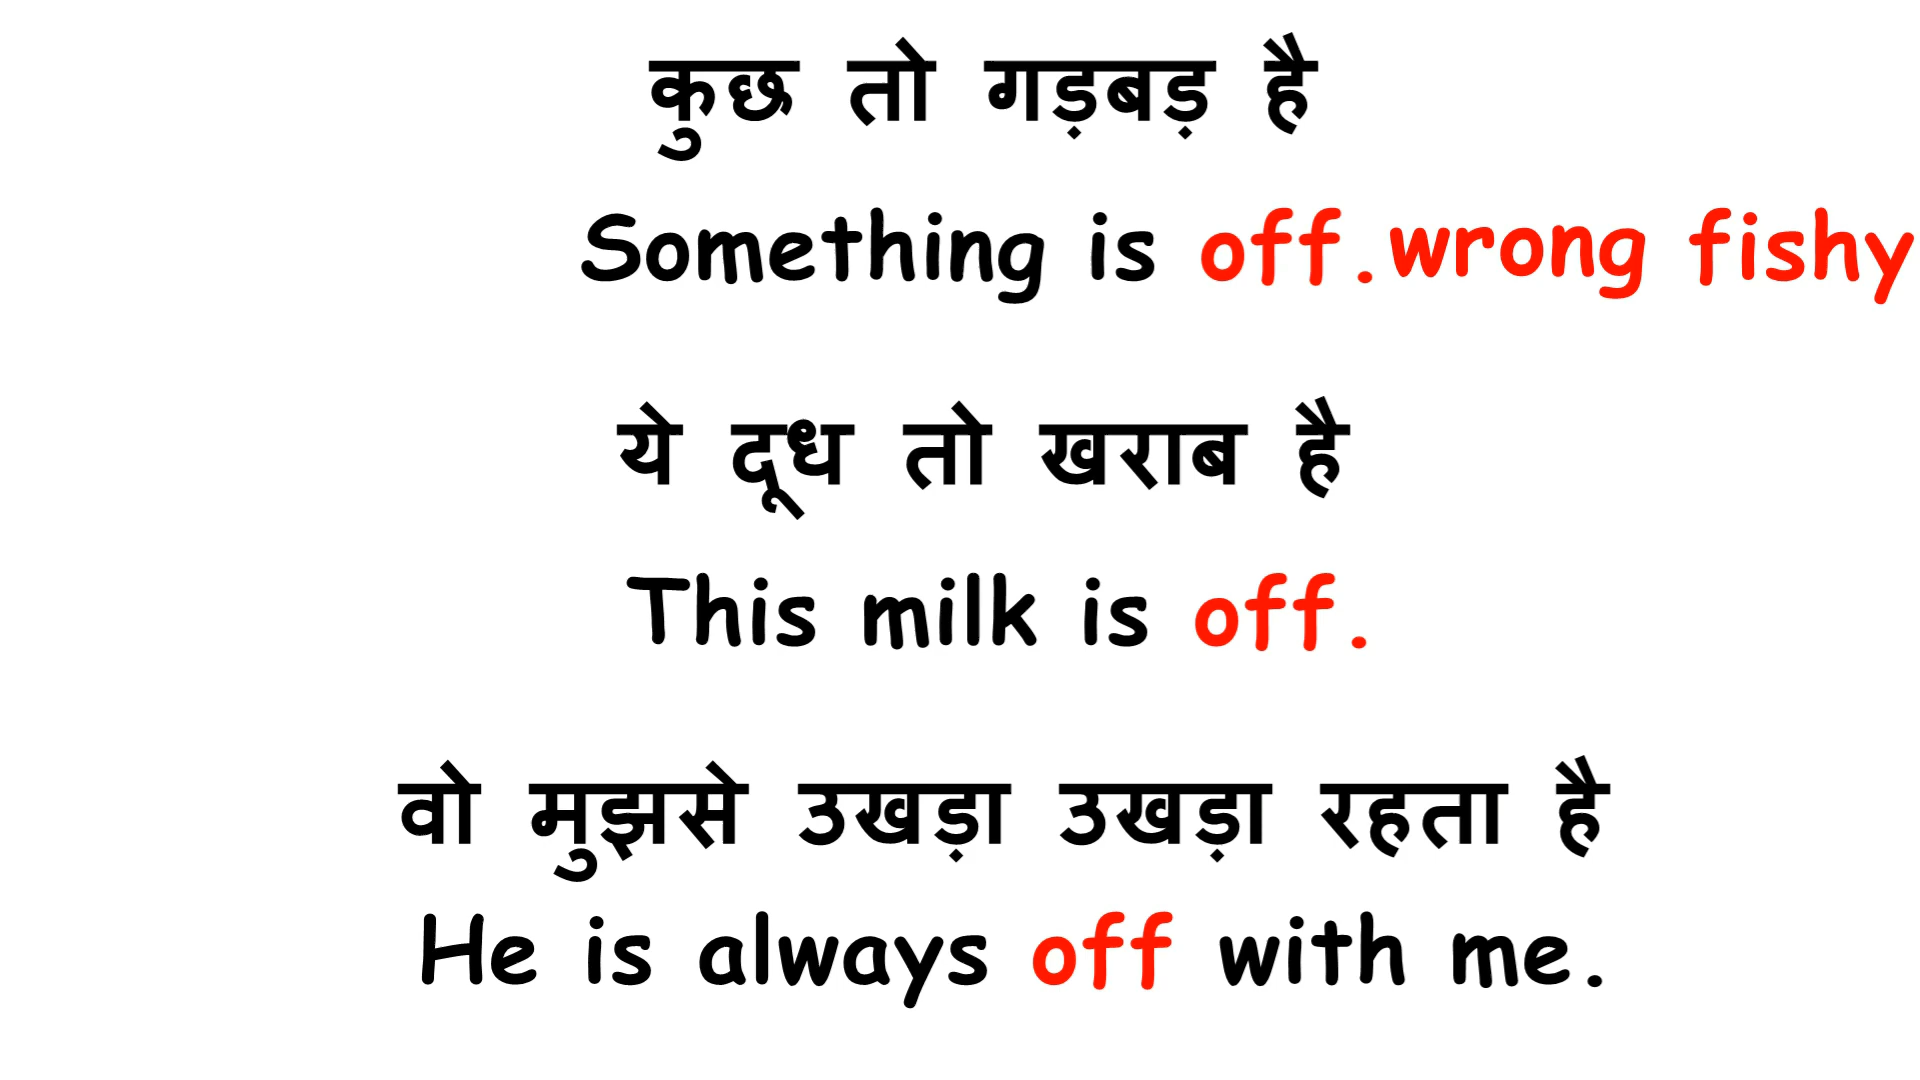 कुछ तो गड़बड़ है
Something is off. wrong fishy
ये दूध तो खराब है
This milk is off.
वो मुझसे उखड़ा उखड़ा रहता है
He is always off with me.